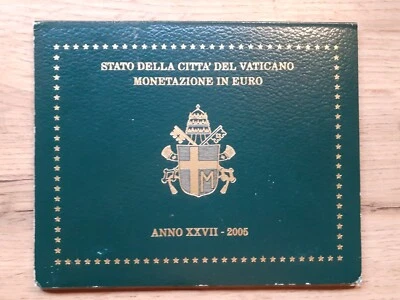 STATO DELLA CITTA' DEL VATICANO
MONETAZIONE IN EURO
M
ANNO XXVII - 2005